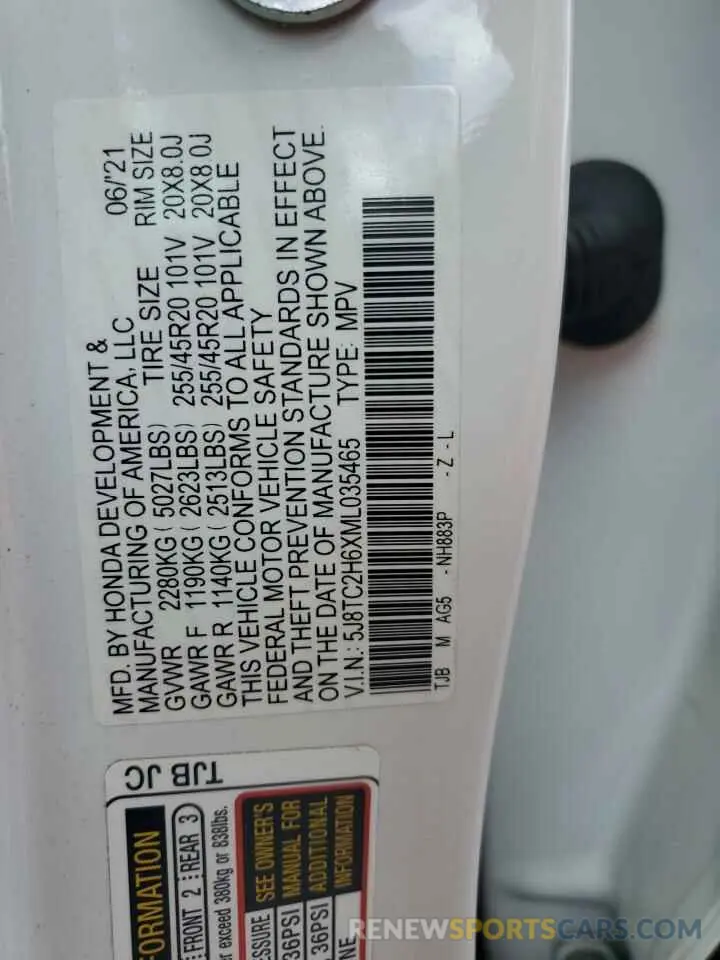 MFD. BY HONDA DEVELOPMENT &
MANUFACTURING OF AMERICA, LLC 06/'21
GVWR 2280KG ( 5027LBS) TIRE SIZE RIM SIZE
GAWR F 1190KG ( 2623LBS) 255/45R20 101V 20X8.0J
GAWR R 1140KG ( 2513LBS) 255/45R20 101V 20X8.0J
THIS VEHICLE CONFORMS TO ALL APPLICABLE
FEDERAL MOTOR VEHICLE SAFETY
AND THEFT PREVENTION STANDARDS IN EFFECT
ON THE DATE OF MANUFACTURE SHOWN ABOVE.
V.I.N.: 5J8TC2H6XML035465 TYPE: MPV
TJB M AG5 - NH883P - Z - L
TJB JC
FRONT 2 REAR 3
exceed 380kg or 838lbs.
SEE OWNER'S
MANUAL FOR
ADDITIONAL
INFORMATION
36PSI
36PSI
RENEWSPORTSCARS.COM